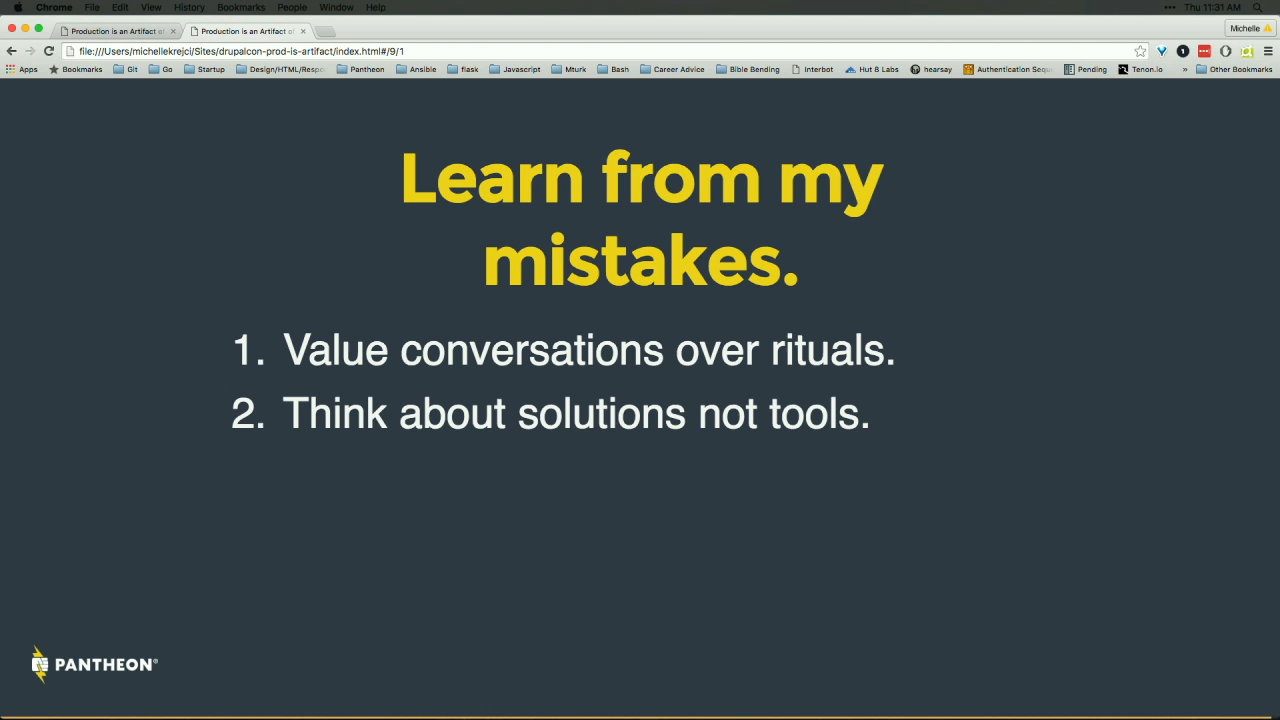 Chrome File Edit View History Bookmarks People Window Help
Thu 11:31 AM
Production is an Artifact of
Production is an Artifact of
Michelle
file:///Users/michellekrejci/Sites/drupalcon-prod-is-artifact/index.html#/9/1
Apps Bookmarks Git Go Startup Design/HTML/Respo Pantheon Ansible flask Javascript Mturk Bash Career Advice Bible Bending Interbot Hut 8 Labs hearsay Authentication Sequ Pending Tenon.io » Other Bookmarks
Learn from my
mistakes.
1. Value conversations over rituals.
2. Think about solutions not tools.
PANTHEON®